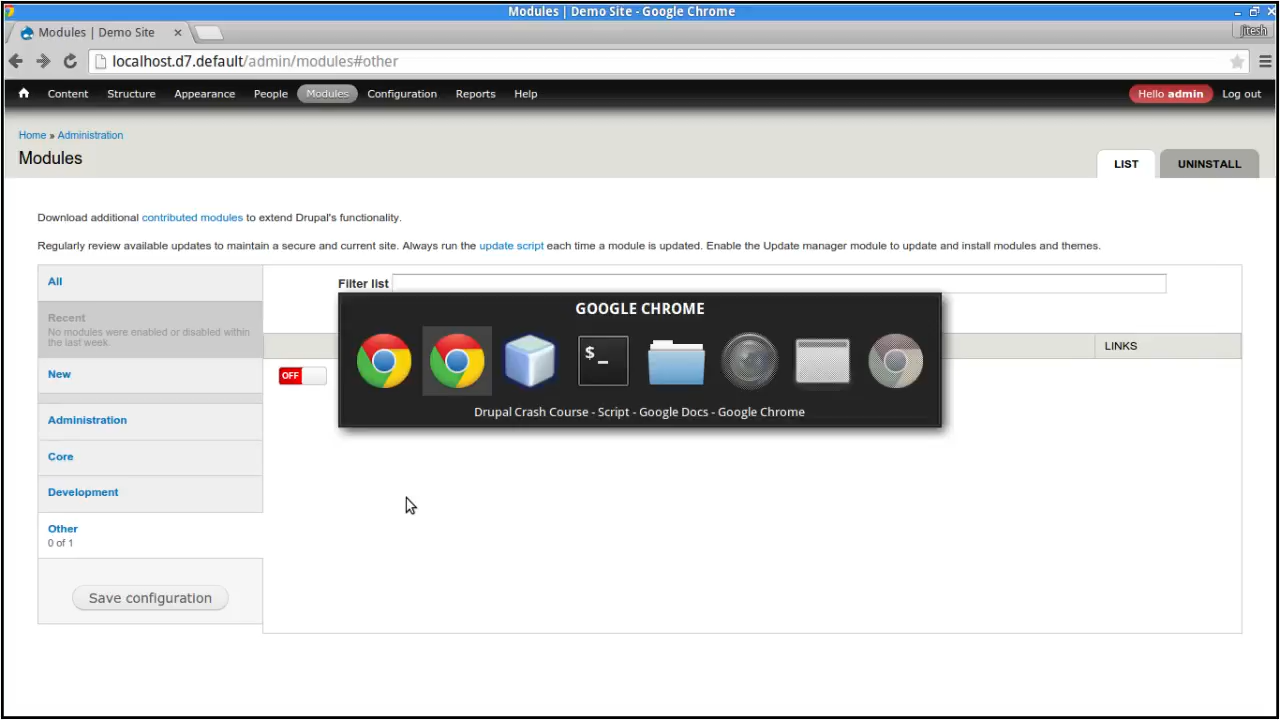 Modules | Demo Site - Google Chrome
Modules | Demo Site
jitesh
localhost.d7.default/admin/modules#other
Content Structure Appearance People Modules Configuration Reports Help Hello admin Log out
Home » Administration
Modules
LIST UNINSTALL
Download additional contributed modules to extend Drupal's functionality.
Regularly review available updates to maintain a secure and current site. Always run the update script each time a module is updated. Enable the Update manager module to update and install modules and themes.
All
Filter list
Recent
No modules were enabled or disabled within
the last week.
New
Administration
Core
Development
Other
0 of 1
Save configuration
LINKS
OFF
GOOGLE CHROME
$ _
Drupal Crash Course - Script - Google Docs - Google Chrome